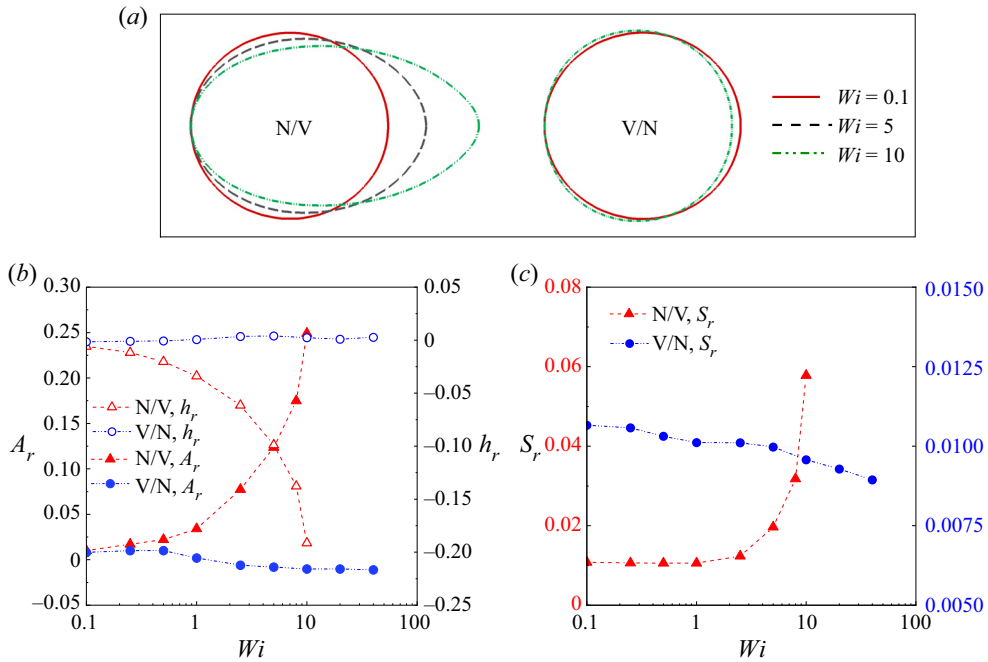 (a)
N/V
V/N
Wi = 0.1
Wi = 5
Wi = 10
(b)
0.30
0.25
0.20
0.15
0.10
0.05
0
–0.05
A_r
N/V, h_r
V/N, h_r
N/V, A_r
V/N, A_r
0.05
0
–0.05
–0.10
–0.15
–0.20
–0.25
h_r
0.1
1
10
100
Wi
(c)
0.08
0.06
0.04
0.02
0
S_r
N/V, S_r
V/N, S_r
0.0150
0.0125
0.0100
0.0075
0.0050
0.1
1
10
100
Wi